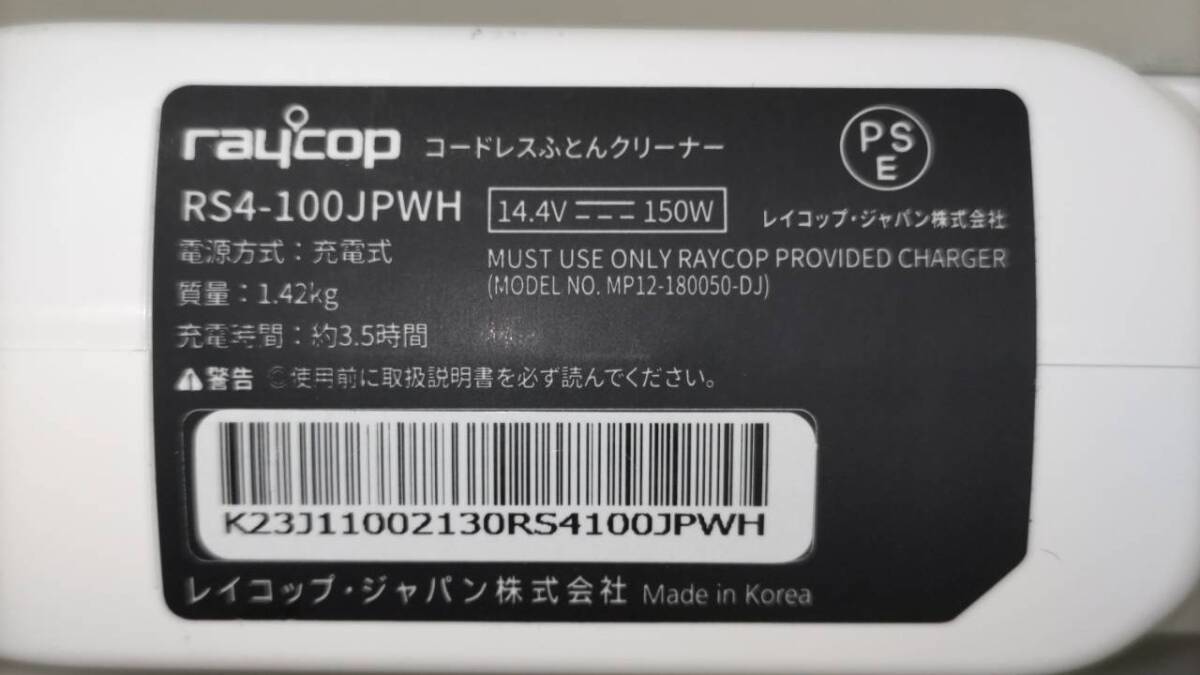 raycop コードレスふとんクリーナー
PSE
RS4-100JPWH 14.4V 150W
レイコップ・ジャパン株式会社
電源方式：充電式
MUST USE ONLY RAYCOP PROVIDED CHARGER
(MODEL NO. MP12-180050-DJ)
質量：1.42kg
充電時間：約3.5時間
警告 ◎使用前に取扱説明書を必ず読んでください。
K23J11002130RS4100JPWH
レイコップ・ジャパン株式会社 Made in Korea